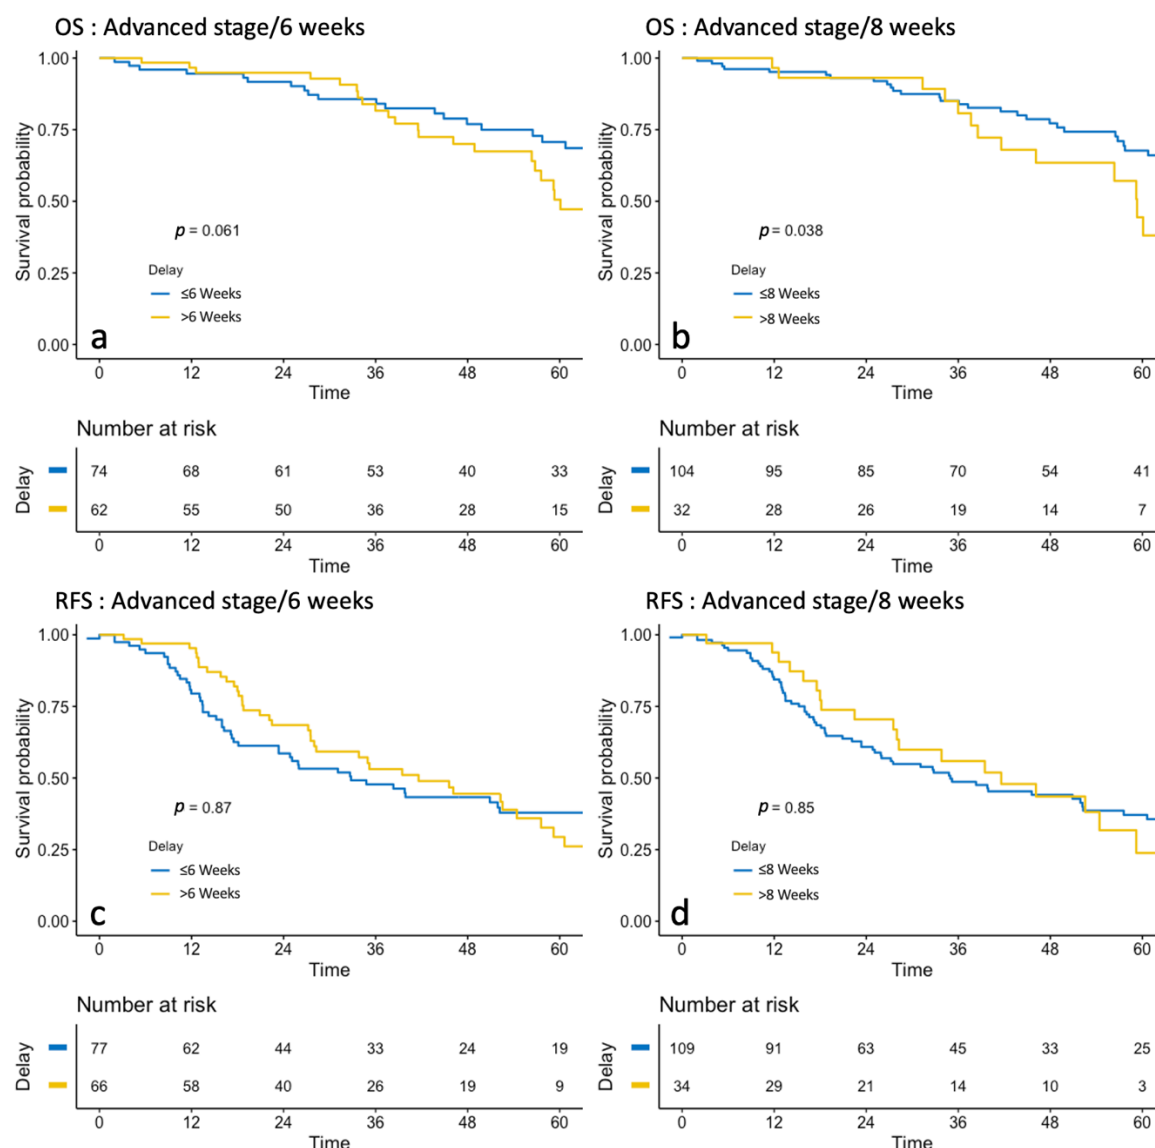 OS : Advanced stage/6 weeks
1.00
0.75
0.50
0.25
0.00
Survival probability
p = 0.061
Delay
≤6 Weeks
>6 Weeks
a
0 12 24 36 48 60
Time
Number at risk
Delay
74 68 61 53 40 33
62 55 50 36 28 15
0 12 24 36 48 60
Time
OS : Advanced stage/8 weeks
1.00
0.75
0.50
0.25
0.00
Survival probability
p = 0.038
Delay
≤8 Weeks
>8 Weeks
b
0 12 24 36 48 60
Time
Number at risk
Delay
104 95 85 70 54 41
32 28 26 19 14 7
0 12 24 36 48 60
Time
RFS : Advanced stage/6 weeks
1.00
0.75
0.50
0.25
0.00
Survival probability
p = 0.87
Delay
≤6 Weeks
>6 Weeks
c
0 12 24 36 48 60
Time
Number at risk
Delay
77 62 44 33 24 19
66 58 40 26 19 9
0 12 24 36 48 60
Time
RFS : Advanced stage/8 weeks
1.00
0.75
0.50
0.25
0.00
Survival probability
p = 0.85
Delay
≤8 Weeks
>8 Weeks
d
0 12 24 36 48 60
Time
Number at risk
Delay
109 91 63 45 33 25
34 29 21 14 10 3
0 12 24 36 48 60
Time